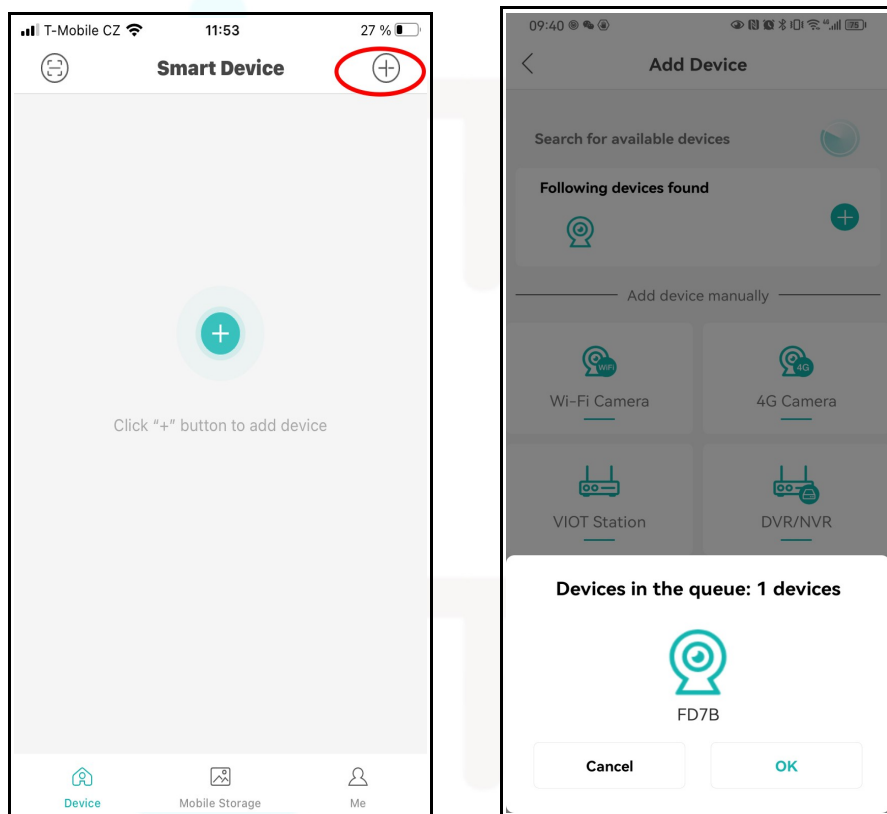 T-Mobile CZ 11:53 27 %
Smart Device
Click “+” button to add device
Device Mobile Storage Me
09:40 75
Add Device
Search for available devices
Following devices found
Add device manually
WiFi 4G
Wi-Fi Camera 4G Camera
VIOT Station DVR/NVR
Devices in the queue: 1 devices
FD7B
Cancel OK